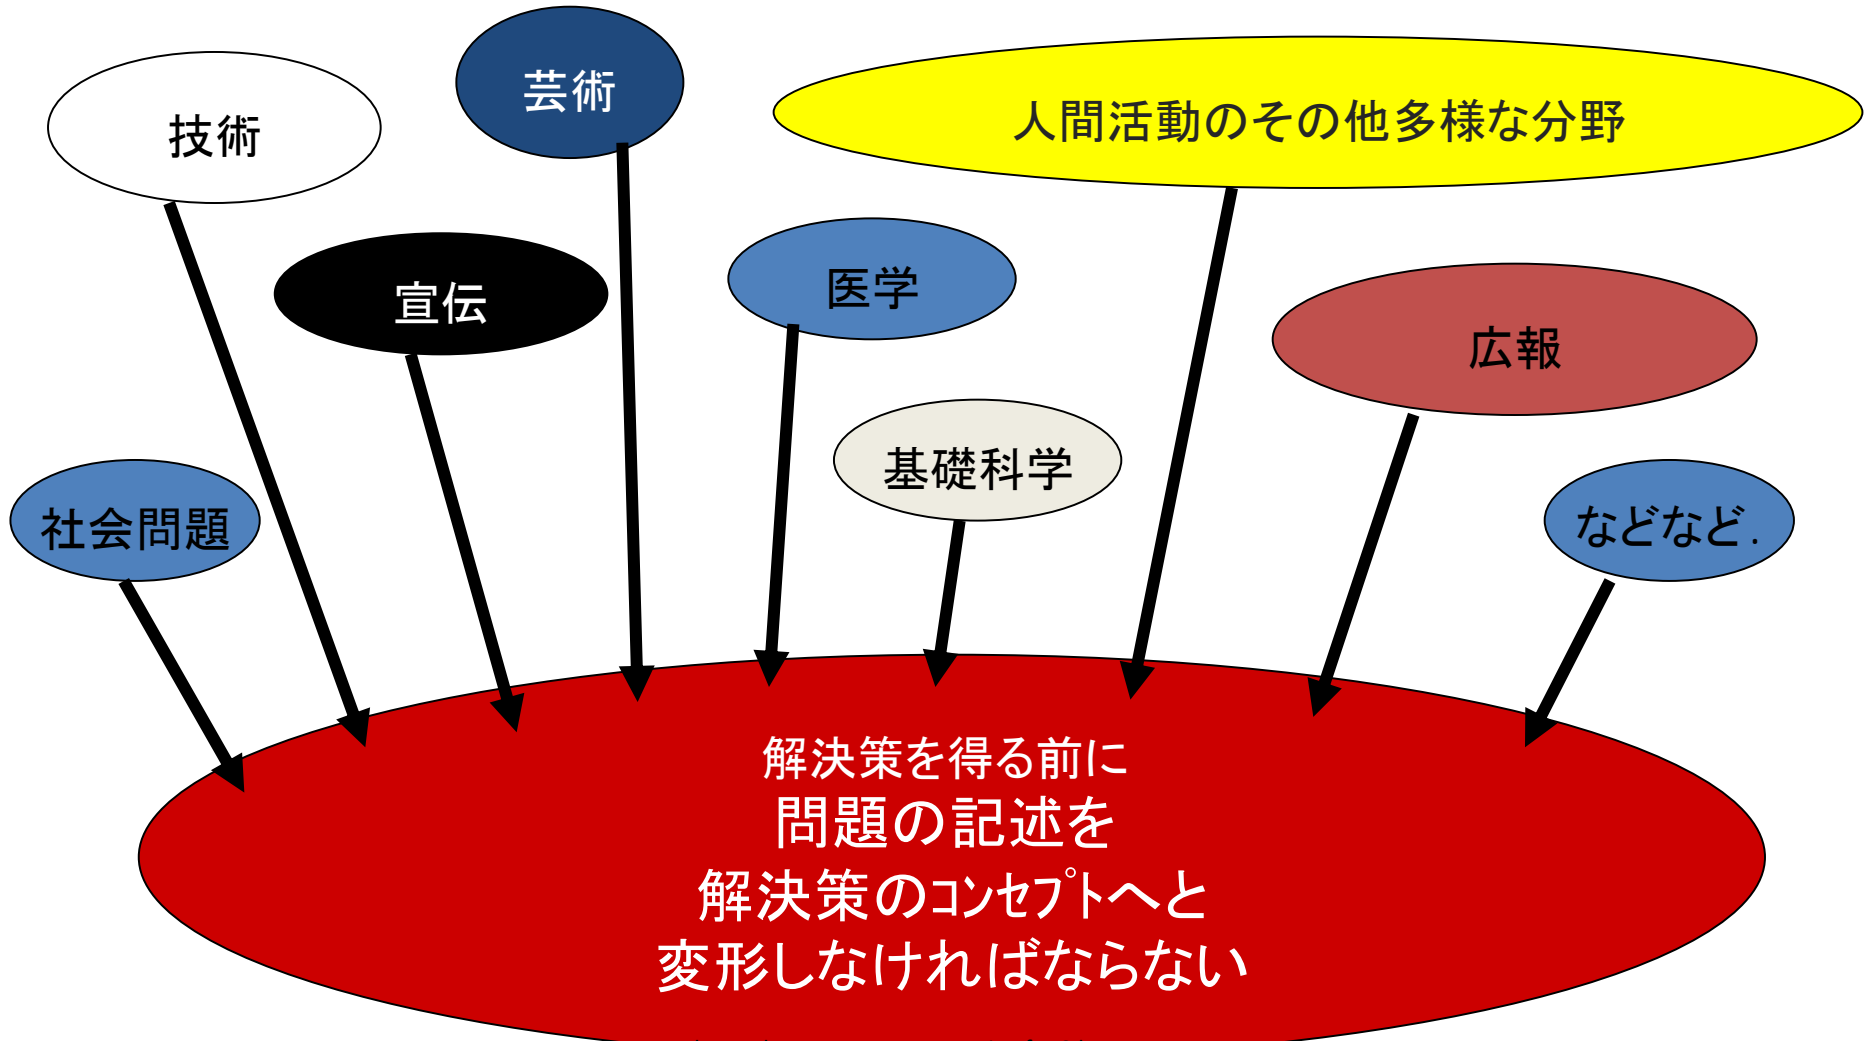 芸術
人間活動のその他多様な分野
技術
医学
宣伝
広報
基礎科学
社会問題
などなど.
解決策を得る前に
問題の記述を
解決策のｺﾝｾﾌﾟﾄへと
変形しなければならない